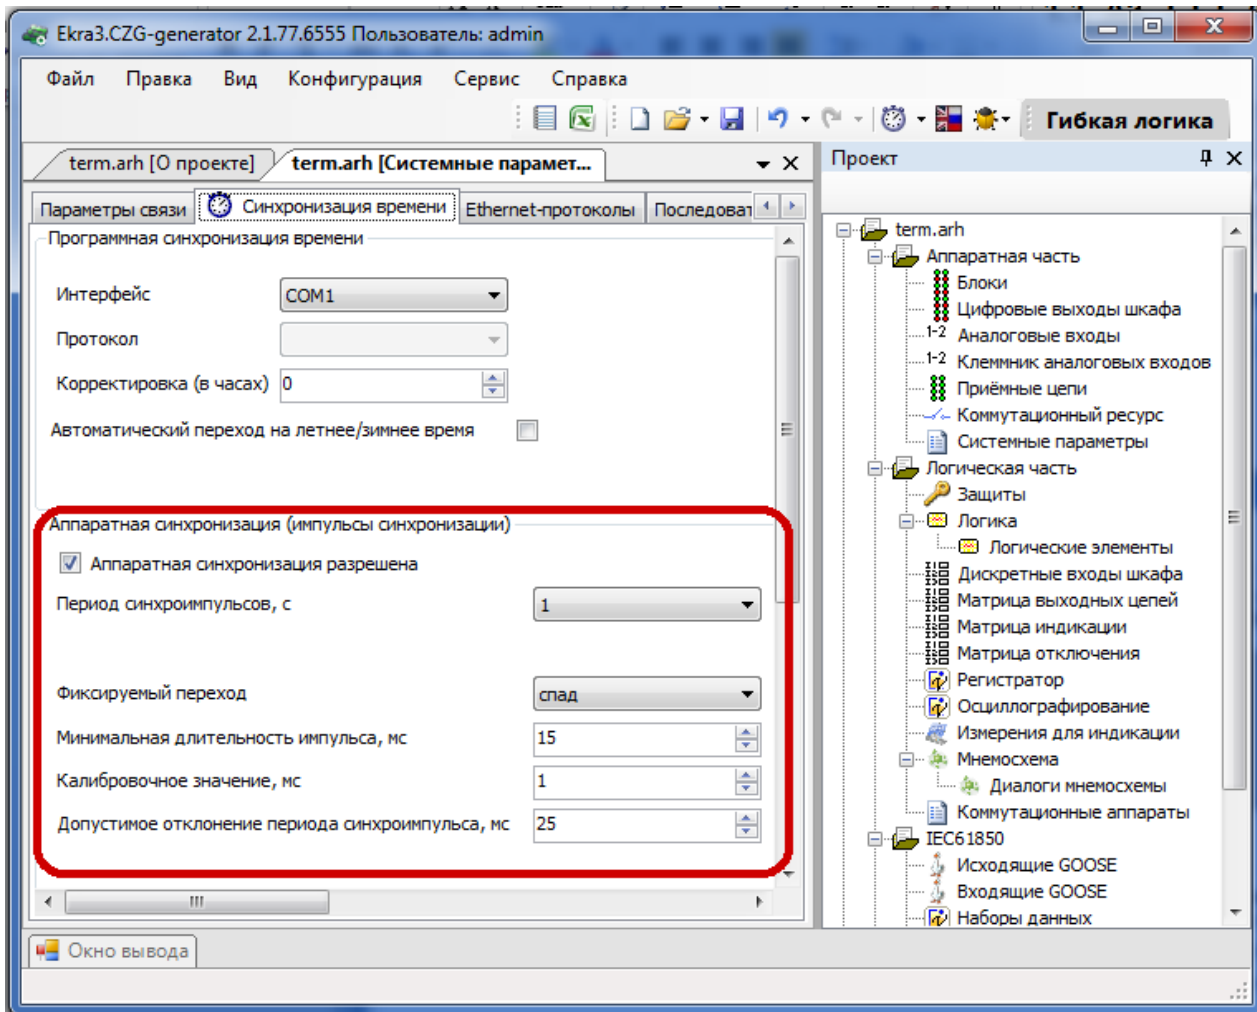 Ekra3.CZG-generator 2.1.77.6555 Пользователь: admin
Файл Правка Вид Конфигурация Сервис Справка
Гибкая логика
term.arh [О проекте] term.arh [Системные парамет...
Параметры связи Синхронизация времени Ethernet-протоколы Последоват
Программная синхронизация времени
Интерфейс COM1
Протокол
Корректировка (в часах) 0
Автоматический переход на летнее/зимнее время
Аппаратная синхронизация (импульсы синхронизации)
Аппаратная синхронизация разрешена
Период синхроимпульсов, с 1
Фиксируемый переход спад
Минимальная длительность импульса, мс 15
Калибровочное значение, мс 1
Допустимое отклонение периода синхроимпульса, мс 25
Проект
term.arh
Аппаратная часть
Блоки
Цифровые выходы шкафа
1-2 Аналоговые входы
1-2 Клеммник аналоговых входов
Приёмные цепи
Коммутационный ресурс
Системные параметры
Логическая часть
Защиты
Логика
Логические элементы
Дискретные входы шкафа
Матрица выходных цепей
Матрица индикации
Матрица отключения
Регистратор
Осциллографирование
Измерения для индикации
Мнемосхема
Диалоги мнемосхемы
Коммутационные аппараты
IEC61850
Исходящие GOOSE
Входящие GOOSE
Наборы данных
Окно вывода